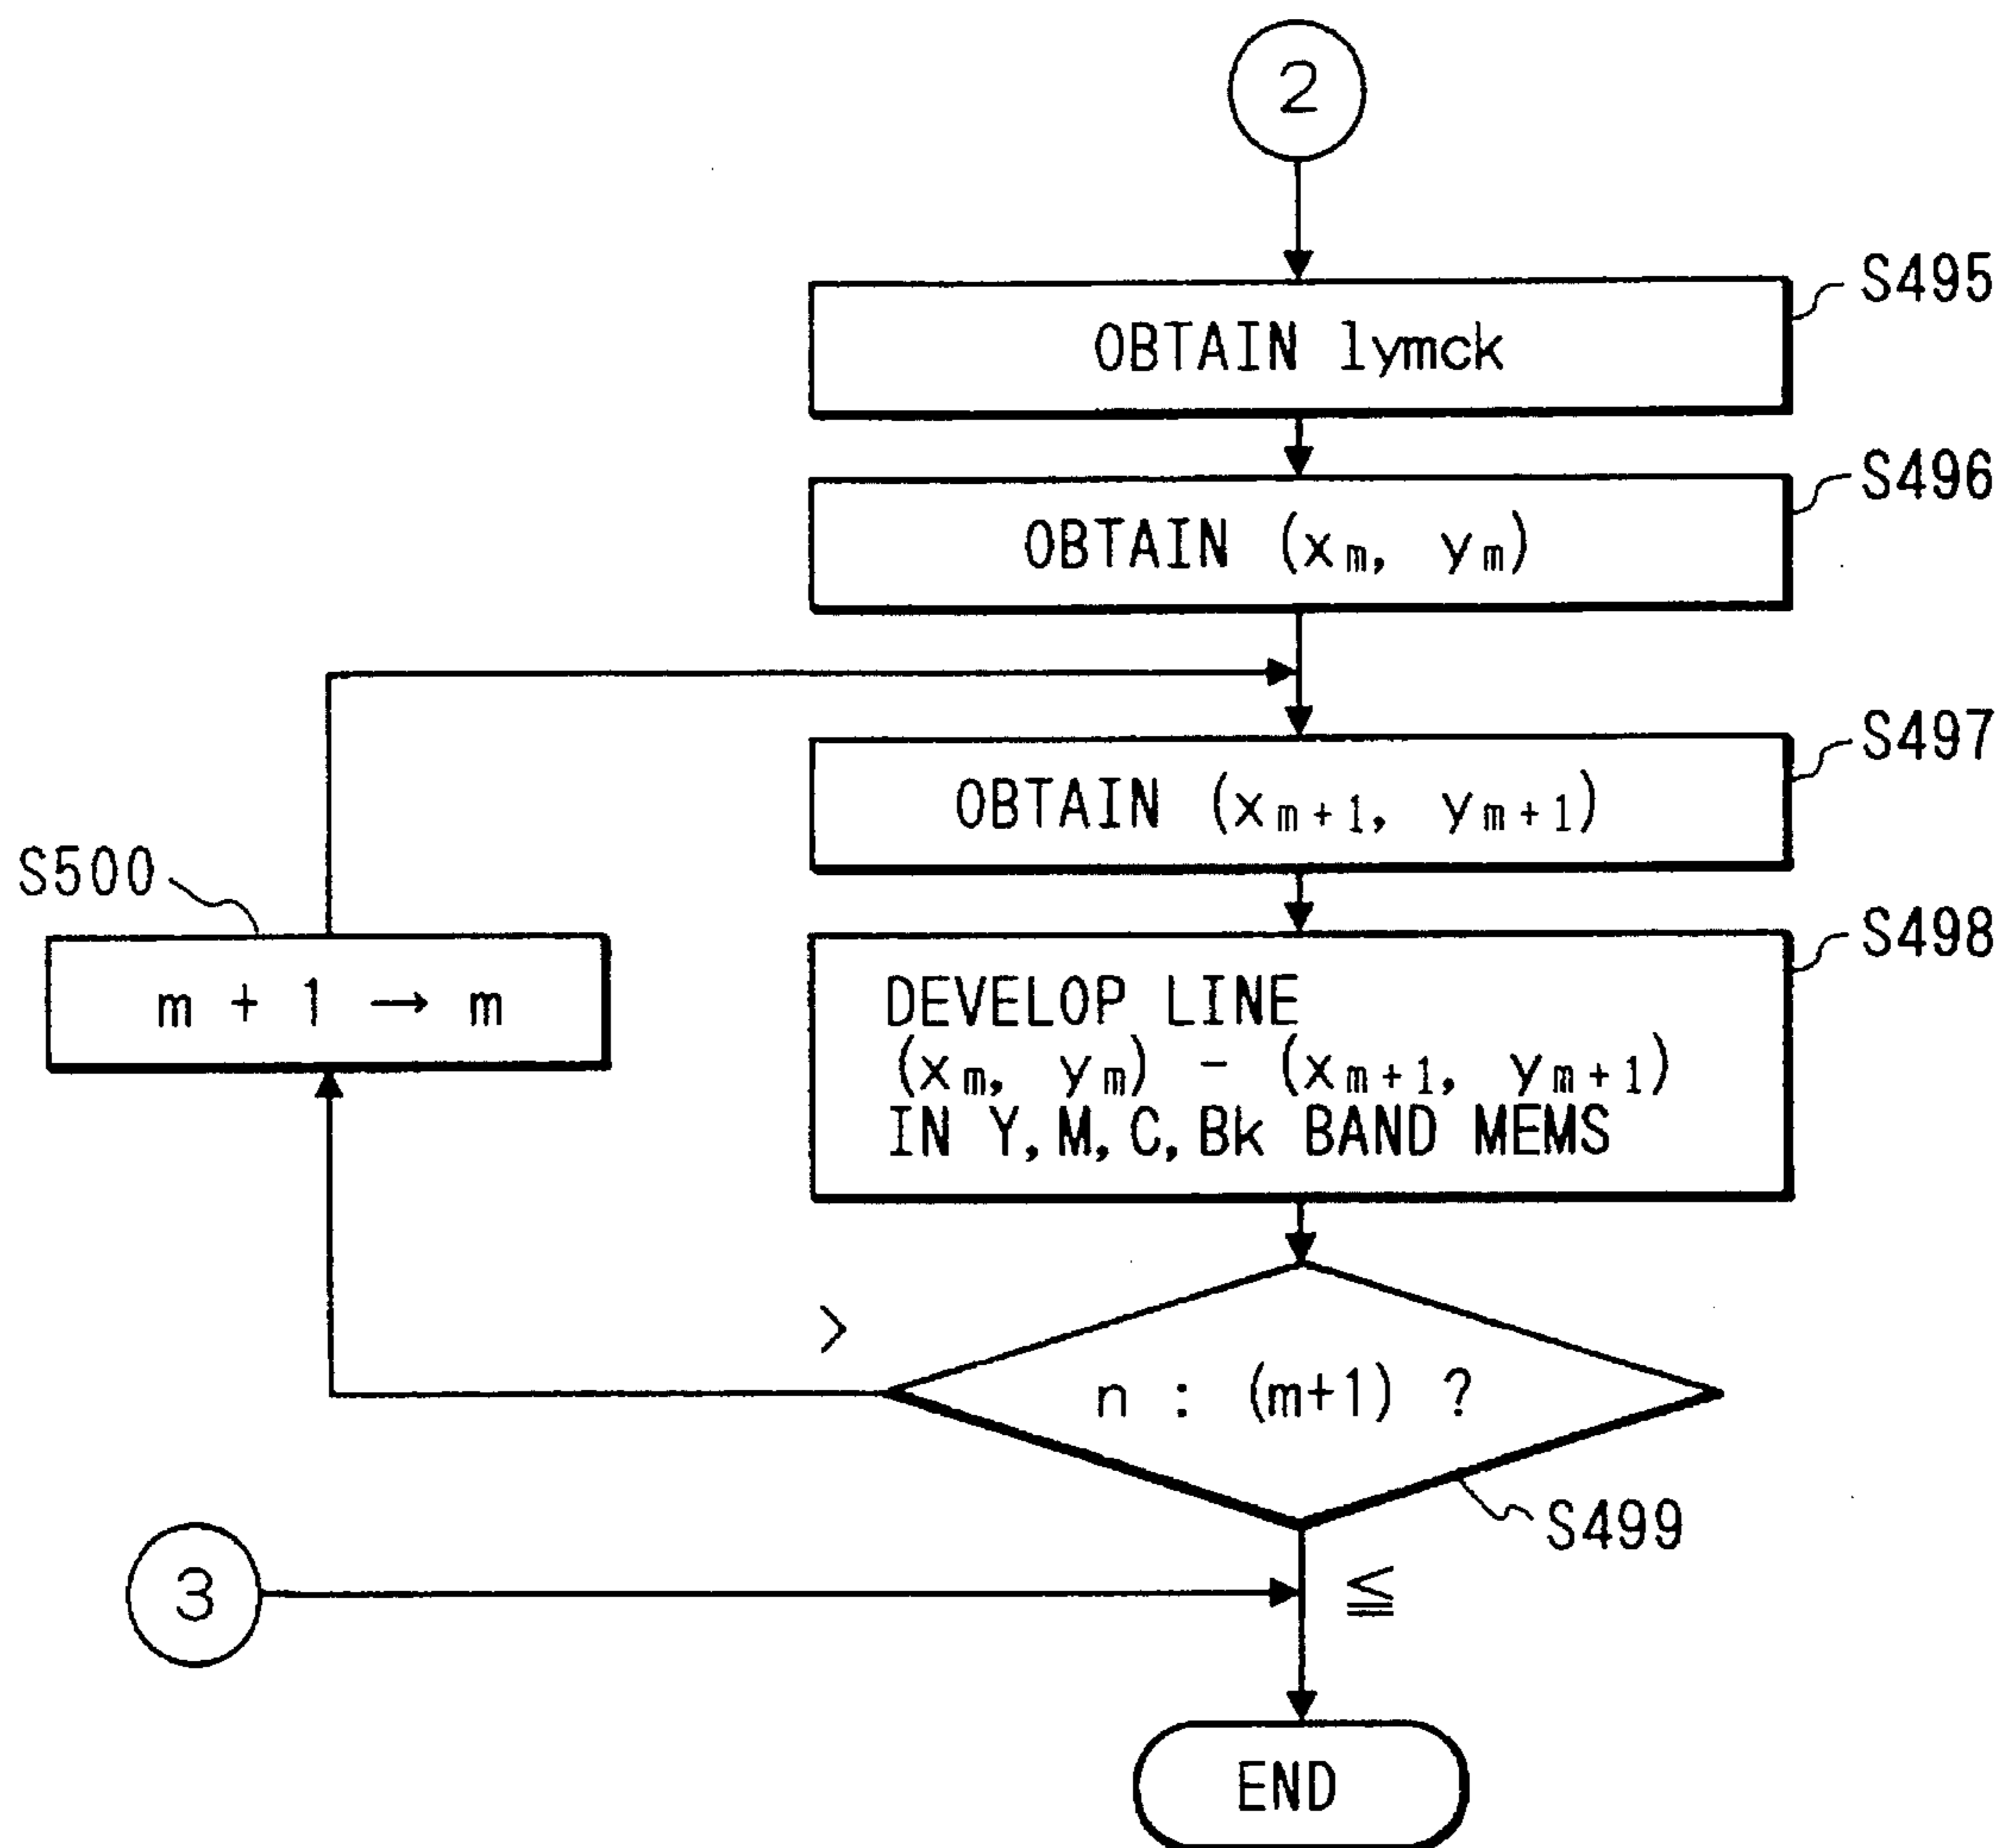 2
S495
OBTAIN lymck
S496
OBTAIN (xm, ym)
S497
OBTAIN (xm+1, ym+1)
S500
m + 1 → m
S498
DEVELOP LINE
(xm, ym) - (xm+1, ym+1)
IN Y, M, C, Bk BAND MEMS
>
n : (m+1) ?
S499
3
≦
END